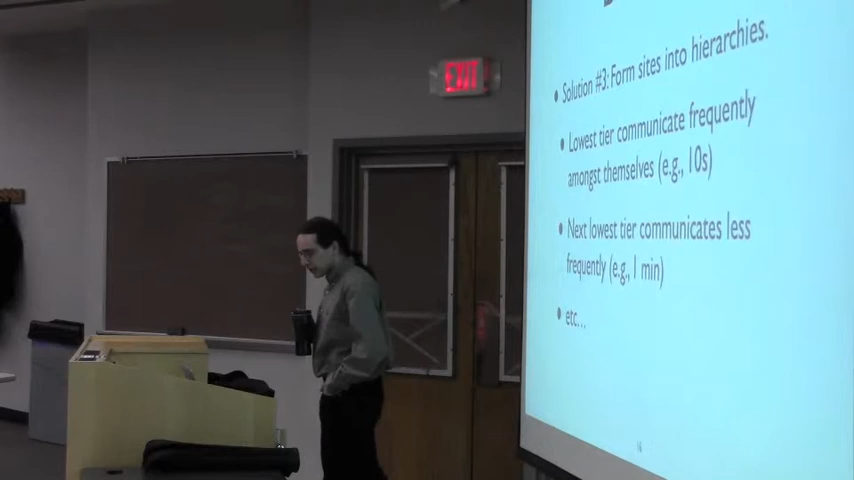 EXIT
• Solution #3: Form sites into hierarchies.
• Lowest tier communicate frequently
amongst themselves (e.g., 10s)
• Next lowest tier communicates less
frequently (e.g., 1 min)
• etc...
16